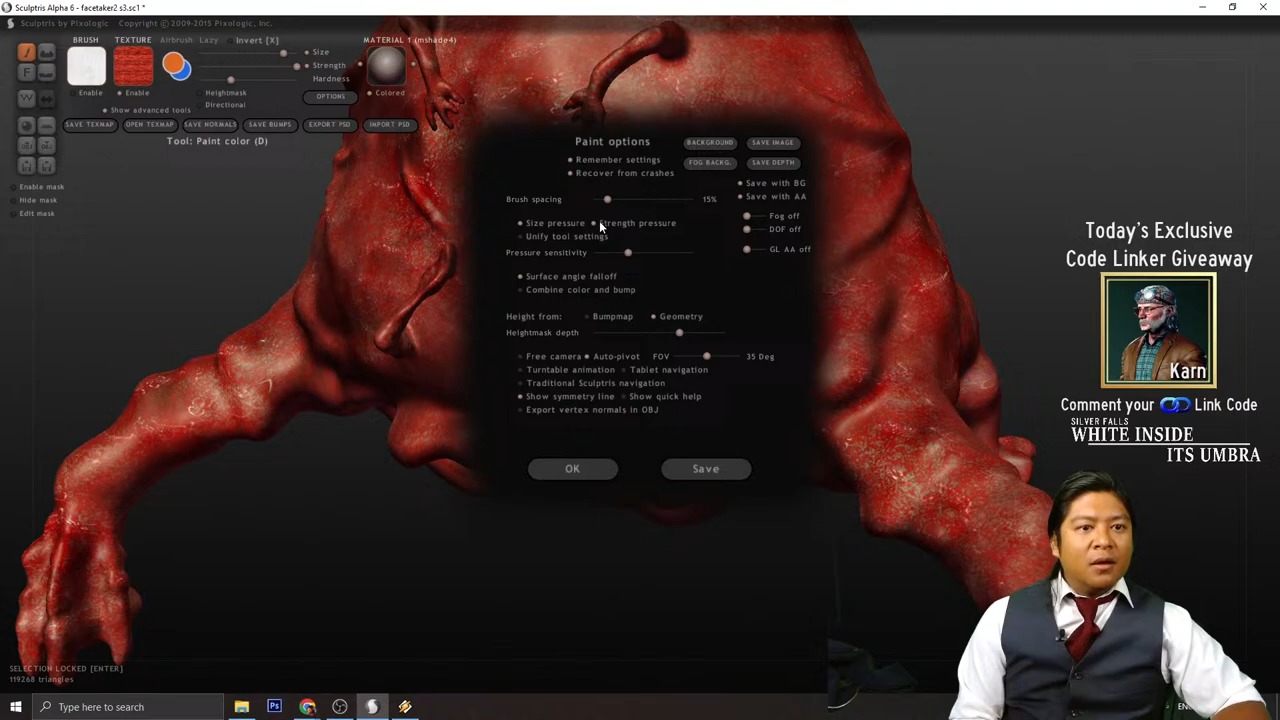 Sculptris Alpha 6 - facetaker2 s3.sc1 *
Sculptris by Pixologic, Copyright © 2009-2015 Pixologic, Inc.
BRUSH
TEXTURE
Airbrush
Lazy
Invert [X]
MATERIAL 1 (mshade4)
Size
Strength
Hardness
Enable
Enable
Heightmask
Directional
OPTIONS
Colored
Show advanced tools
SAVE TEXMAP
OPEN TEXMAP
SAVE NORMALS
SAVE BUMPS
EXPORT PSD
IMPORT PSD
Tool: Paint color (D)
Enable mask
Hide mask
Edit mask
Paint options
BACKGROUND
SAVE IMAGE
Remember settings
FOG BACKG.
SAVE DEPTH
Recover from crashes
Save with BG
Save with AA
Brush spacing
15%
Fog off
Size pressure
Strength pressure
DOF off
Unify tool settings
Pressure sensitivity
GL AA off
Surface angle falloff
Combine color and bump
Height from:
Bumpmap
Geometry
Heightmask depth
Free camera
Auto-pivot
FOV
35 Deg
Turntable animation
Tablet navigation
Traditional Sculptris navigation
Show symmetry line
Show quick help
Export vertex normals in OBJ
OK
Save
Today's Exclusive
Code Linker Giveaway
Karn
Comment your Link Code
SILVER FALLS
WHITE INSIDE
ITS UMBRA
SELECTION LOCKED [ENTER]
119268 triangles
Type here to search
Ps